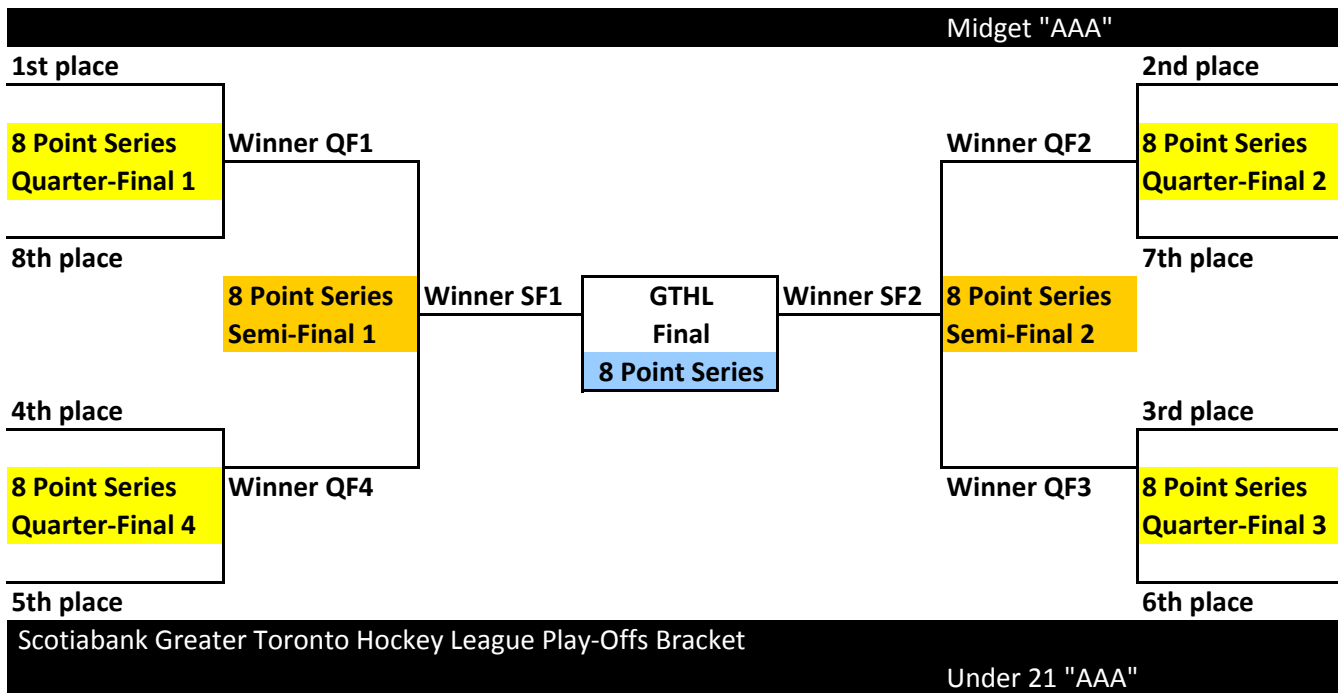 Midget "AAA"
1st place
2nd place
8 Point Series
Quarter-Final 1
Winner QF1
Winner QF2
8 Point Series
Quarter-Final 2
8th place
7th place
8 Point Series
Semi-Final 1
Winner SF1
GTHL
Final
8 Point Series
Winner SF2
8 Point Series
Semi-Final 2
4th place
3rd place
8 Point Series
Quarter-Final 4
Winner QF4
Winner QF3
8 Point Series
Quarter-Final 3
5th place
6th place
Scotiabank Greater Toronto Hockey League Play-Offs Bracket
Under 21 "AAA"